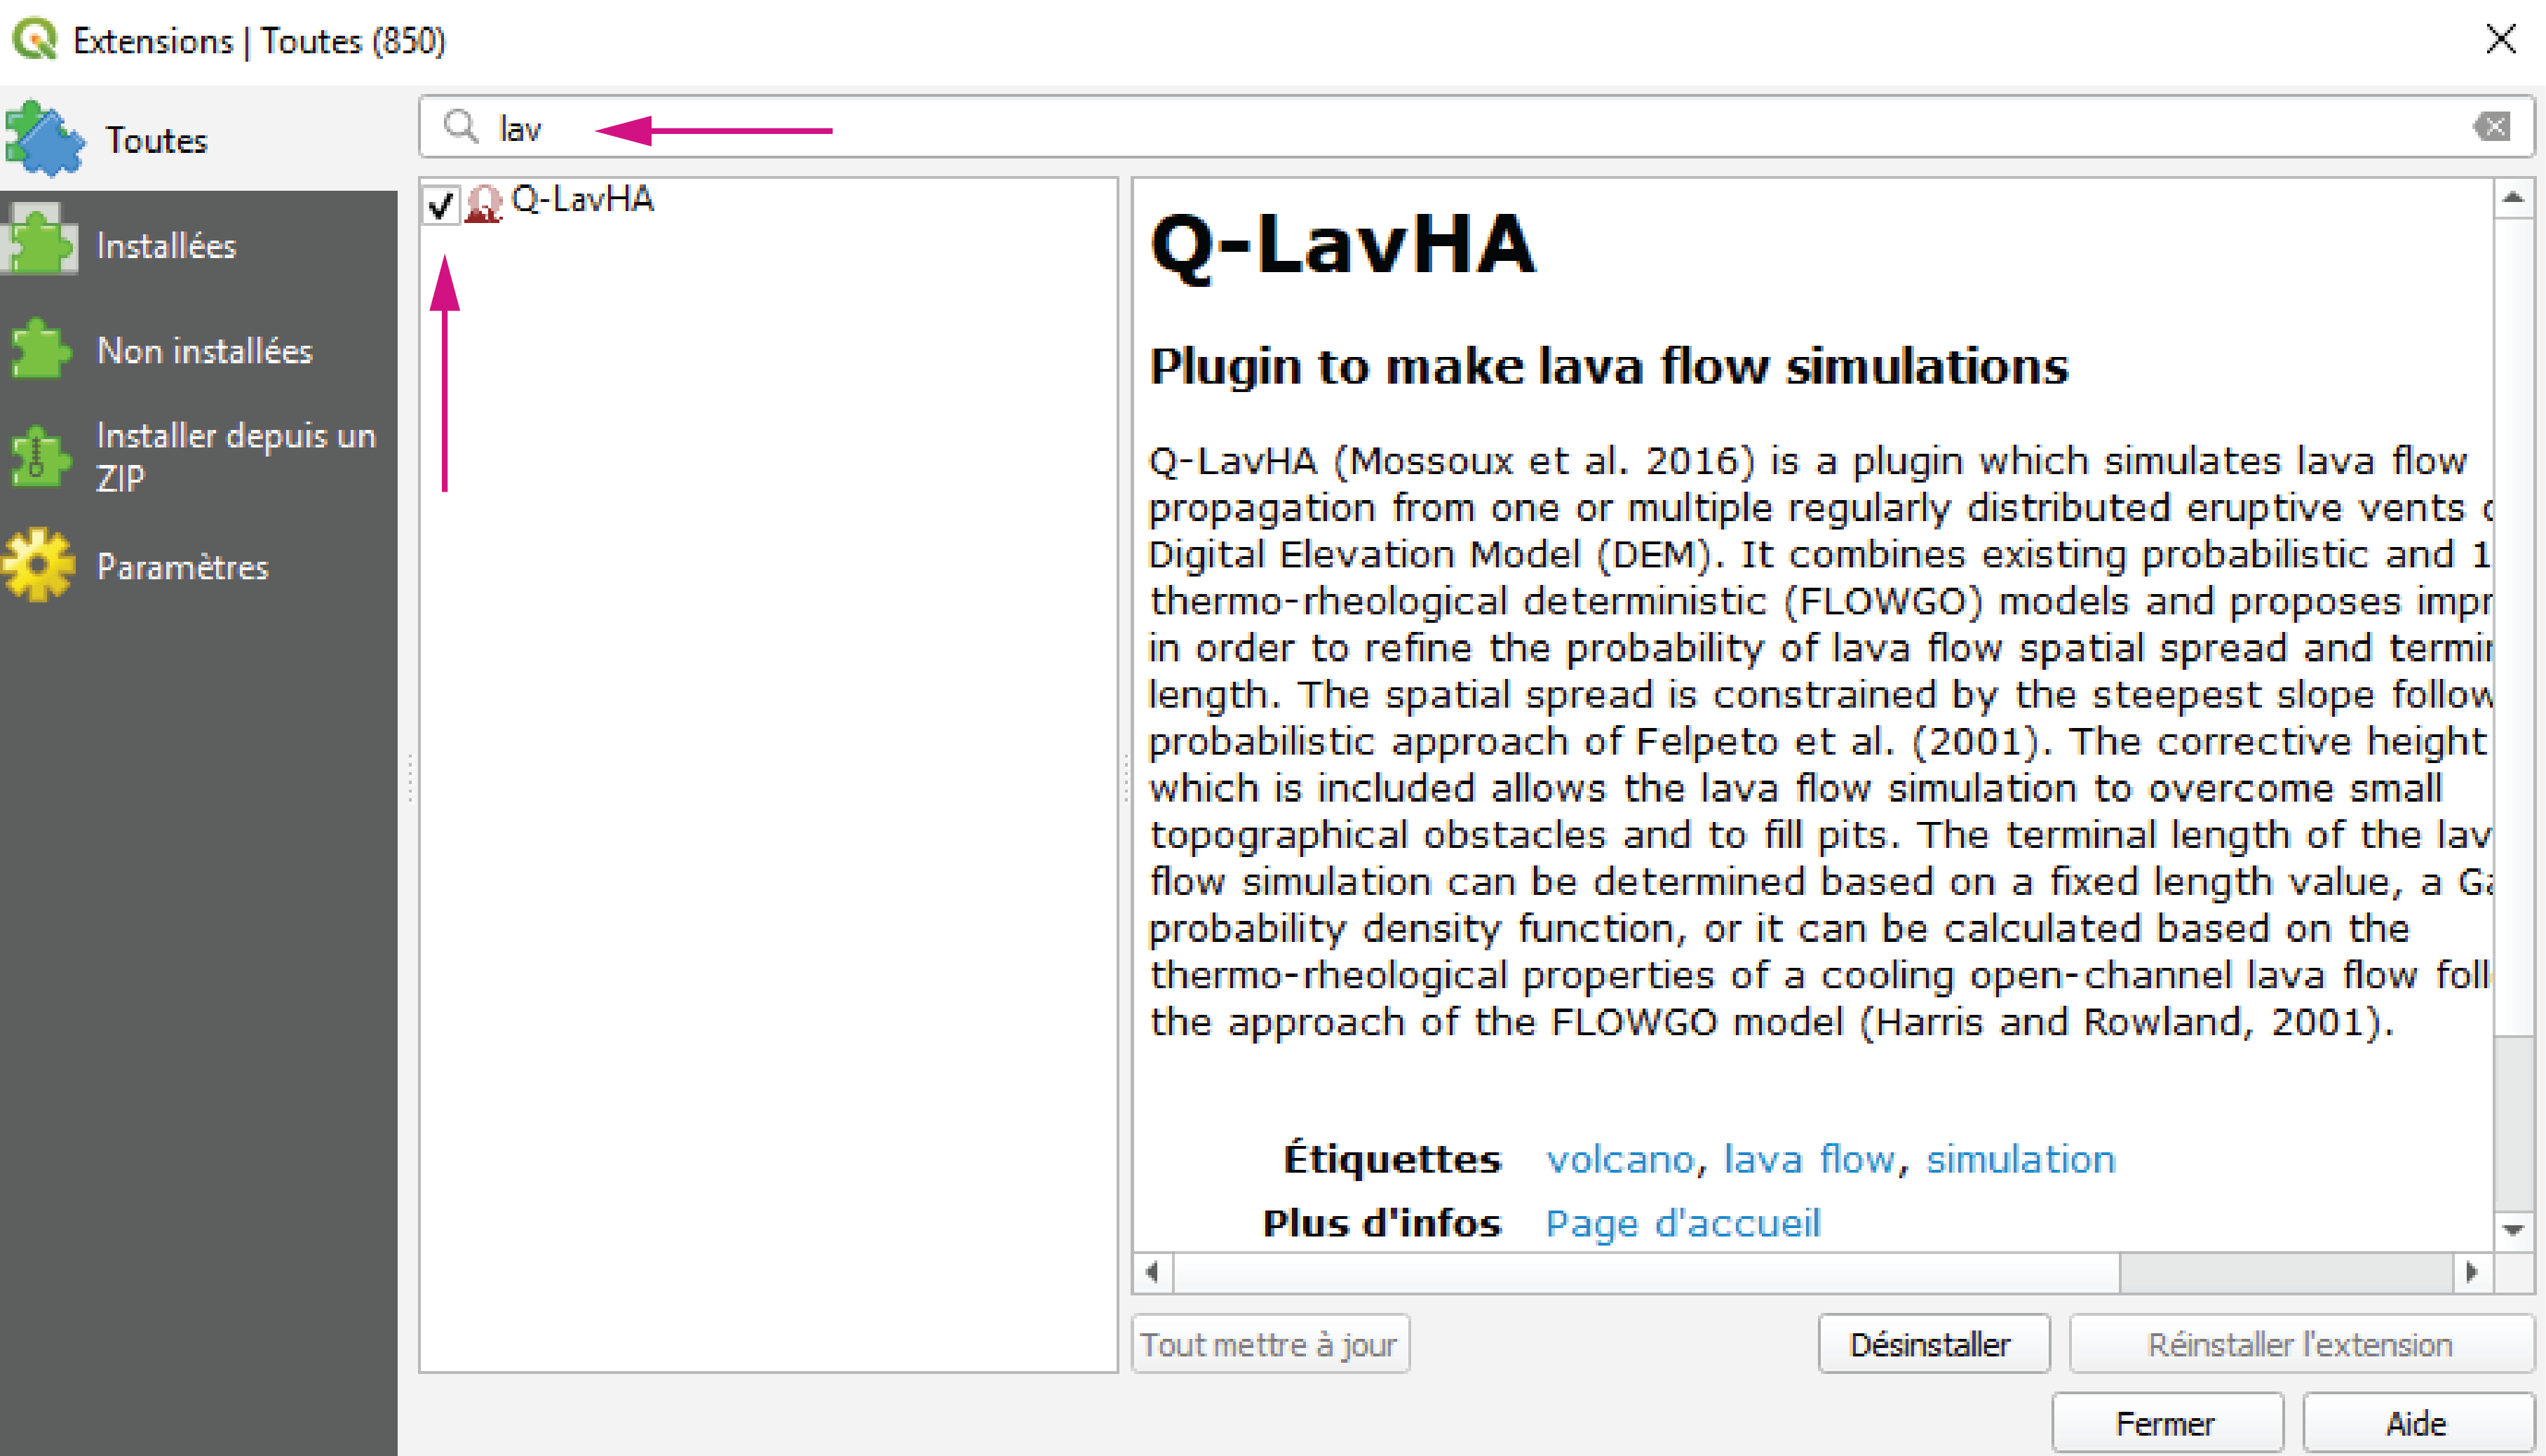 Extensions | Toutes (850)
Toutes
Installées
Non installées
Installer depuis un
ZIP
Paramètres
lav
Q-LavHA
Q-LavHA
Plugin to make lava flow simulations
Q-LavHA (Mossoux et al. 2016) is a plugin which simulates lava flow
propagation from one or multiple regularly distributed eruptive vents
Digital Elevation Model (DEM). It combines existing probabilistic and 1
thermo-rheological deterministic (FLOWGO) models and proposes impr
in order to refine the probability of lava flow spatial spread and termin
length. The spatial spread is constrained by the steepest slope follow
probabilistic approach of Felpeto et al. (2001). The corrective height
which is included allows the lava flow simulation to overcome small
topographical obstacles and to fill pits. The terminal length of the lav
flow simulation can be determined based on a fixed length value, a Ga
probability density function, or it can be calculated based on the
thermo-rheological properties of a cooling open-channel lava flow foll
the approach of the FLOWGO model (Harris and Rowland, 2001).
Étiquettes volcano, lava flow, simulation
Plus d'infos Page d'accueil
Tout mettre à jour Désinstaller Réinstaller l'extension
Fermer Aide